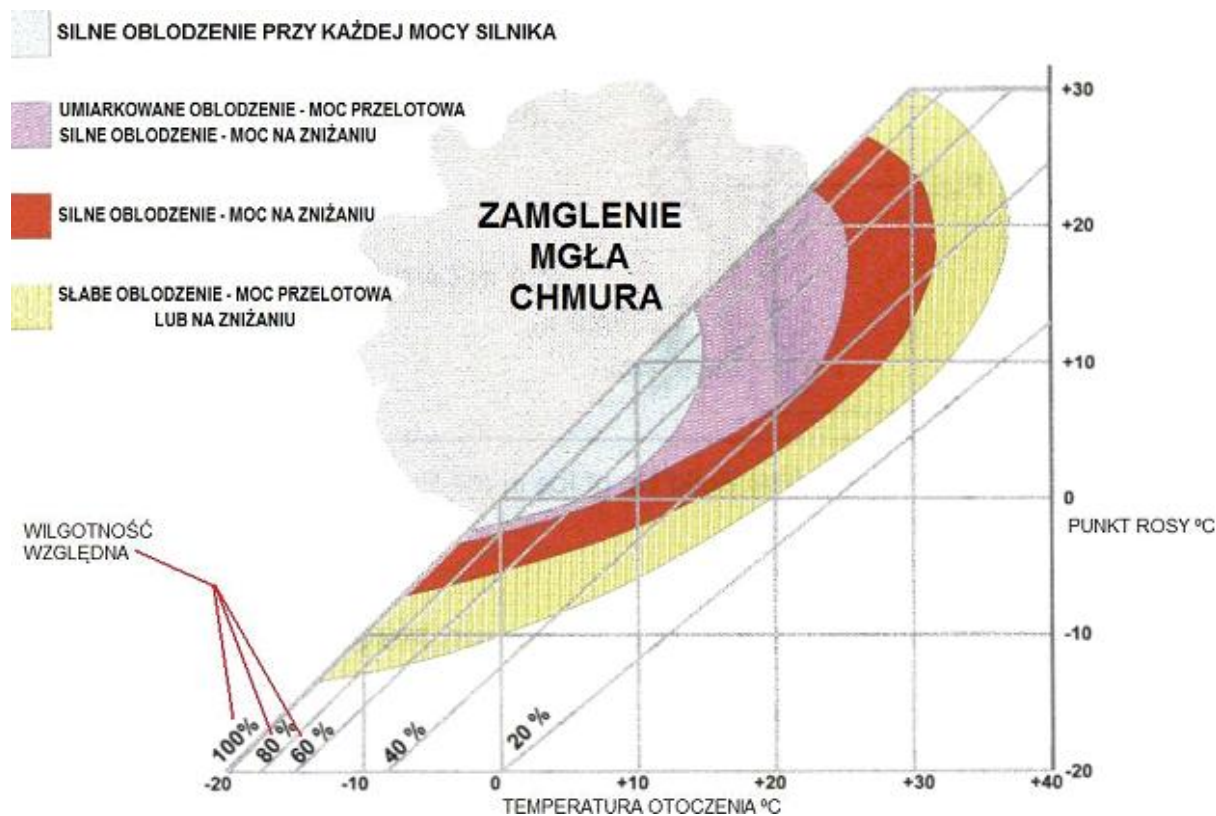 SILNE OBLODZENIE PRZY KAŻDEJ MOCY SILNIKA
UMIARKOWANE OBLODZENIE - MOC PRZELOTOWA
SILNE OBLODZENIE - MOC NA ZNIŻANIU
SILNE OBLODZENIE - MOC NA ZNIŻANIU
SŁABE OBLODZENIE - MOC PRZELOTOWA
LUB NA ZNIŻANIU
ZAMGLENIE
MGŁA
CHMURA
+30
+20
+10
0
PUNKT ROSY ºC
-10
-20
WILGOTNOŚĆ
WZGLĘDNA
100% 80 % 60 % 40 % 20 %
-20 -10 0 +10 +20 +30 +40
TEMPERATURA OTOCZENIA ºC